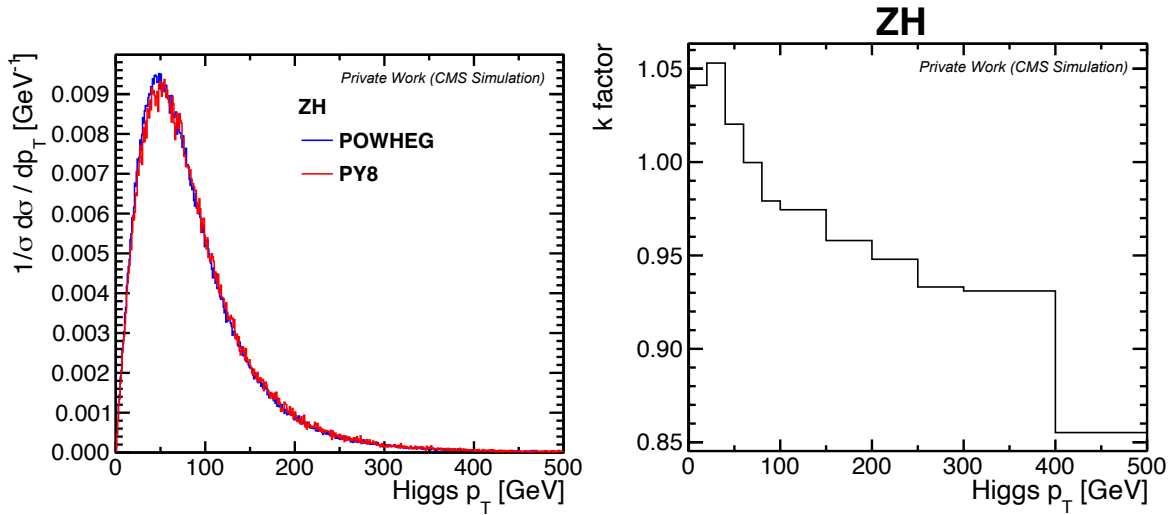 Private Work (CMS Simulation)
ZH
POWHEG
PY8
1/σ dσ / dp_T [GeV⁻¹]
0.009
0.008
0.007
0.006
0.005
0.004
0.003
0.002
0.001
0.000
0 100 200 300 400 500
Higgs p_T [GeV]
ZH
Private Work (CMS Simulation)
k factor
1.05
1.00
0.95
0.90
0.85
0 100 200 300 400 500
Higgs p_T [GeV]